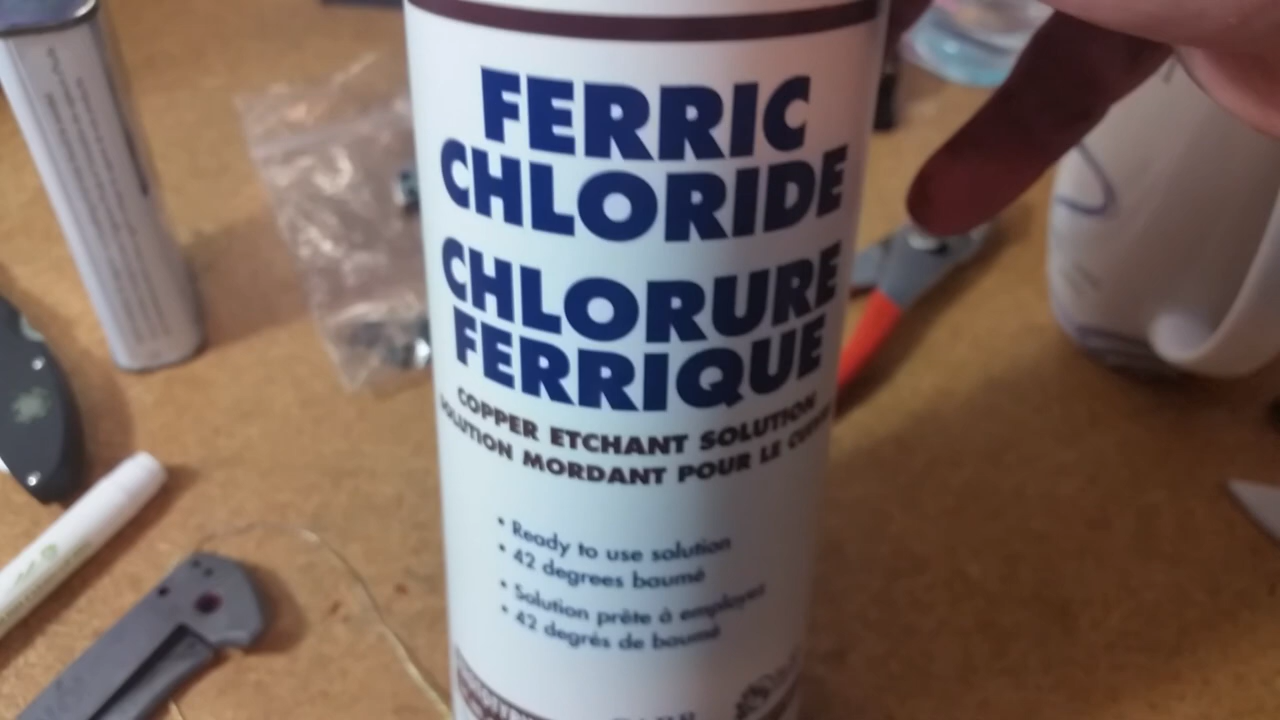 FERRIC
CHLORIDE
CHLORURE
FERRIQUE
COPPER ETCHANT SOLUTION
SOLUTION MORDANT POUR LE CUIVRE
• Ready to use solution
• 42 degrees baumé
• Solution prête à employer
• 42 degrés de baumé